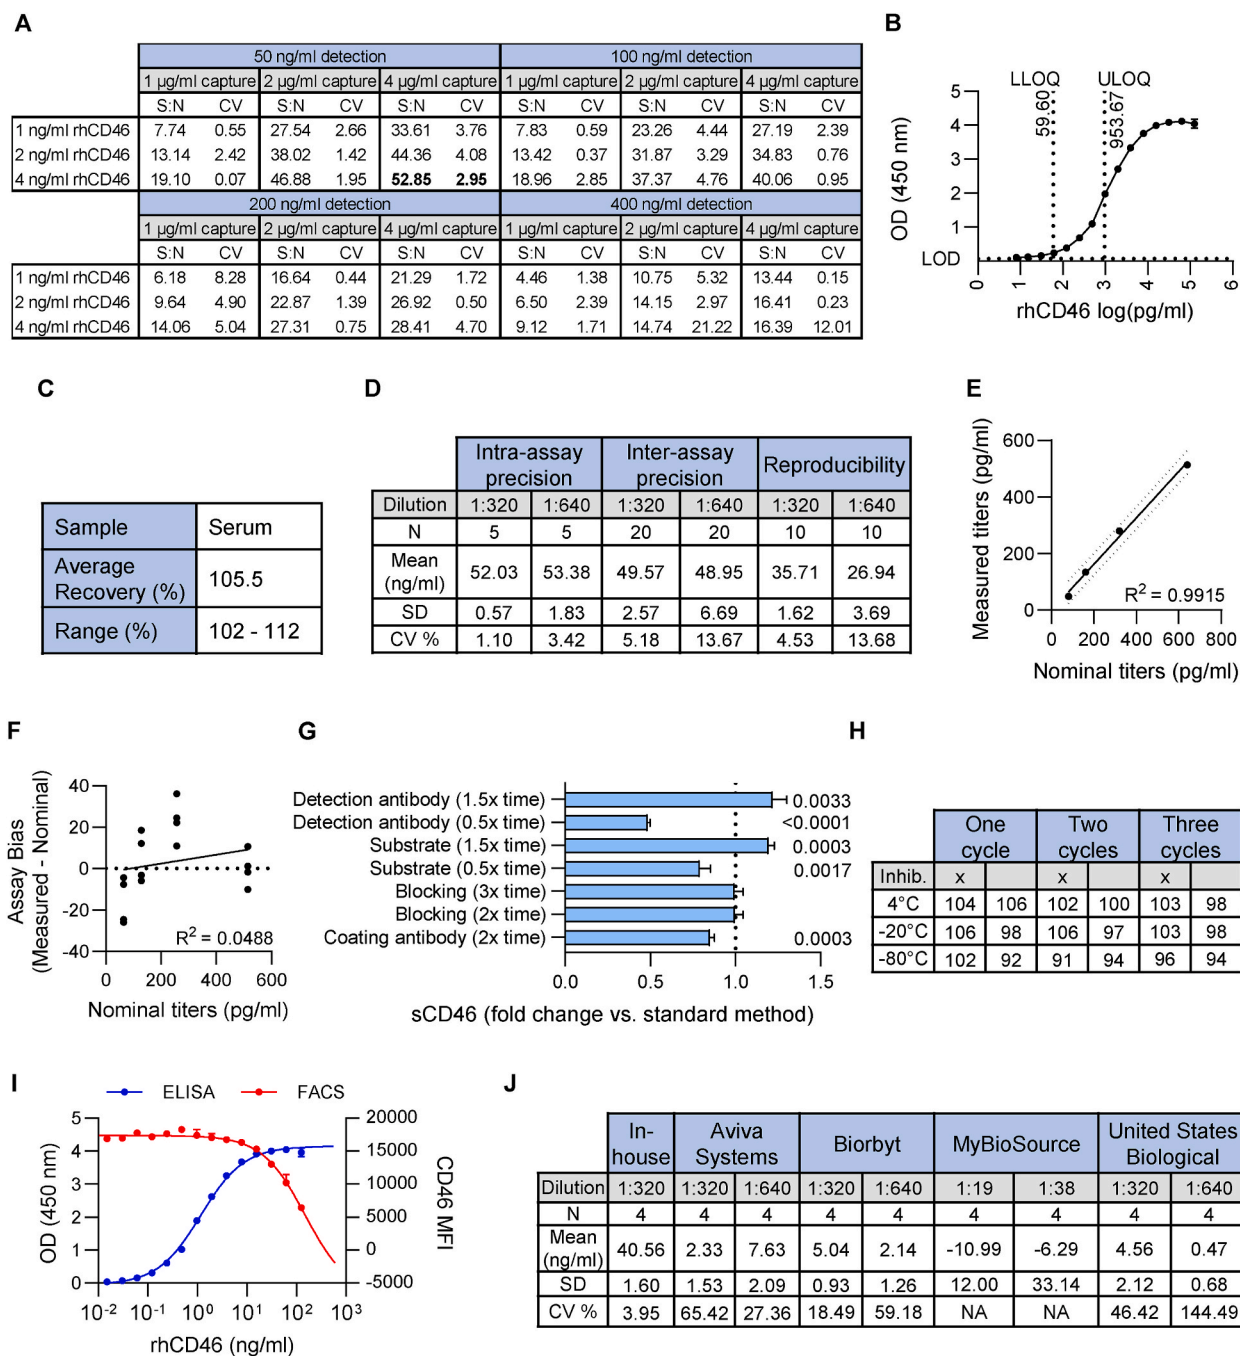 A
50 ng/ml detection 100 ng/ml detection
1 µg/ml capture 2 µg/ml capture 4 µg/ml capture 1 µg/ml capture 2 µg/ml capture 4 µg/ml capture
S:N CV S:N CV S:N CV S:N CV S:N CV S:N CV
1 ng/ml rhCD46 7.74 0.55 27.54 2.66 33.61 3.76 7.83 0.59 23.26 4.44 27.19 2.39
2 ng/ml rhCD46 13.14 2.42 38.02 1.42 44.36 4.08 13.42 0.37 31.87 3.29 34.83 0.76
4 ng/ml rhCD46 19.10 0.07 46.88 1.95 52.85 2.95 18.96 2.85 37.37 4.76 40.06 0.95
200 ng/ml detection 400 ng/ml detection
1 µg/ml capture 2 µg/ml capture 4 µg/ml capture 1 µg/ml capture 2 µg/ml capture 4 µg/ml capture
S:N CV S:N CV S:N CV S:N CV S:N CV S:N CV
1 ng/ml rhCD46 6.18 8.28 16.64 0.44 21.29 1.72 4.46 1.38 10.75 5.32 13.44 0.15
2 ng/ml rhCD46 9.64 4.90 22.87 1.39 26.92 0.50 6.50 2.39 14.15 2.97 16.41 0.23
4 ng/ml rhCD46 14.06 5.04 27.31 0.75 28.41 4.70 9.12 1.71 14.74 21.22 16.39 12.01
B
LLOQ ULOQ
59.60 953.67
5
4
3
2
1
LOD
OD (450 nm)
0 1 2 3 4 5 6
rhCD46 log(pg/ml)
C
Sample Serum
Average
Recovery (%) 105.5
Range (%) 102 - 112
D
Intra-assay
precision
Inter-assay
precision
Reproducibility
Dilution 1:320 1:640 1:320 1:640 1:320 1:640
N 5 5 20 20 10 10
Mean
(ng/ml) 52.03 53.38 49.57 48.95 35.71 26.94
SD 0.57 1.83 2.57 6.69 1.62 3.69
CV % 1.10 3.42 5.18 13.67 4.53 13.68
E
Measured titers (pg/ml)
600
400
200
0
R² = 0.9915
0 200 400 600 800
Nominal titers (pg/ml)
F
Assay Bias
(Measured - Nominal)
40
20
0
-20
-40
R² = 0.0488
0 200 400 600
Nominal titers (pg/ml)
G
Detection antibody (1.5x time) 0.0033
Detection antibody (0.5x time) <0.0001
Substrate (1.5x time) 0.0003
Substrate (0.5x time) 0.0017
Blocking (3x time)
Blocking (2x time)
Coating antibody (2x time) 0.0003
0.0 0.5 1.0 1.5
sCD46 (fold change vs. standard method)
H
One
cycle
Two
cycles
Three
cycles
Inhib. x x x
4°C 104 106 102 100 103 98
-20°C 106 98 106 97 103 98
-80°C 102 92 91 94 96 94
I
ELISA FACS
OD (450 nm)
5
4
3
2
1
0
20000
15000
10000
5000
0
-5000
CD46 MFI
10⁻² 10⁻¹ 10⁰ 10¹ 10² 10³
rhCD46 (ng/ml)
J
In-
house
Aviva
Systems
Biorbyt
MyBioSource
United States
Biological
Dilution 1:320 1:320 1:640 1:320 1:640 1:19 1:38 1:320 1:640
N 4 4 4 4 4 4 4 4 4
Mean
(ng/ml) 40.56 2.33 7.63 5.04 2.14 -10.99 -6.29 4.56 0.47
SD 1.60 1.53 2.09 0.93 1.26 12.00 33.14 2.12 0.68
CV % 3.95 65.42 27.36 18.49 59.18 NA NA 46.42 144.49